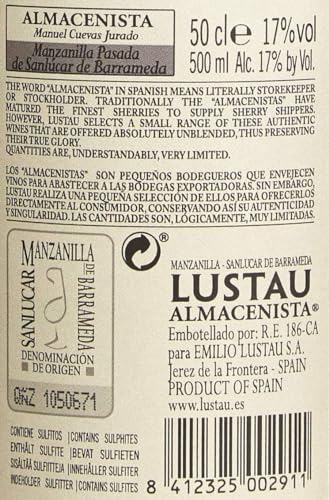 ALMACENISTA
Manuel Cuevas Jurado
Manzanilla Pasada
de Sanlúcar de Barrameda
50 cl e 17%vol
500 ml Alc. 17% by Vol.
THE WORD "ALMACENISTA" IN SPANISH MEANS LITERALLY STOREKEEPER
OR STOCKHOLDER. TRADITIONALLY THE "ALMACENISTAS" HAVE
MATURED THE FINEST SHERRIES TO SUPPLY SHERRY SHIPPERS.
HOWEVER, LUSTAU SELECTS A SMALL RANGE OF THESE AUTHENTIC
WINES THAT ARE OFFERED ABSOLUTELY UNBLENDED, THUS PRESERVING
THEIR TRUE GLORY.
QUANTITIES ARE, UNDERSTANDABLY, VERY LIMITED.
LOS "ALMACENISTAS" SON PEQUEÑOS BODEGUEROS QUE ENVEJECEN
VINOS PARA ABASTECER A LAS BODEGAS EXPORTADORAS. SIN EMBARGO,
LUSTAU REALIZA UNA PEQUEÑA SELECCIÓN DE ELLOS PARA OFRECERLOS
DIRECTAMENTE AL CONSUMIDOR, CONSERVANDO ASÍ SU AUTENTICIDAD
Y SINGULARIDAD. LAS CANTIDADES SON, LÓGICAMENTE, MUY LIMITADAS.
MANZANILLA
SANLUCAR
DE BARRAMEDA
DENOMINACIÓN
DE ORIGEN
QNZ 1050671
®
MANZANILLA - SANLUCAR DE BARRAMEDA
LUSTAU
ALMACENISTA®
Embotellado por: R.E. 186-CA
para EMILIO LUSTAU S.A.
Jerez de la Frontera - SPAIN
PRODUCT OF SPAIN
www.lustau.es
CONTIENE SULFITOS | CONTAINS SULPHITES
ENTHÄLT SULFITE | BEVAT SULFIETEN
SISÄLTÄÄ SULFIITTEJA | INNEHÅLLER SULFITER
INDEHOLDER SULFITTER | CONTAINS SULFITES
8 412325 002911